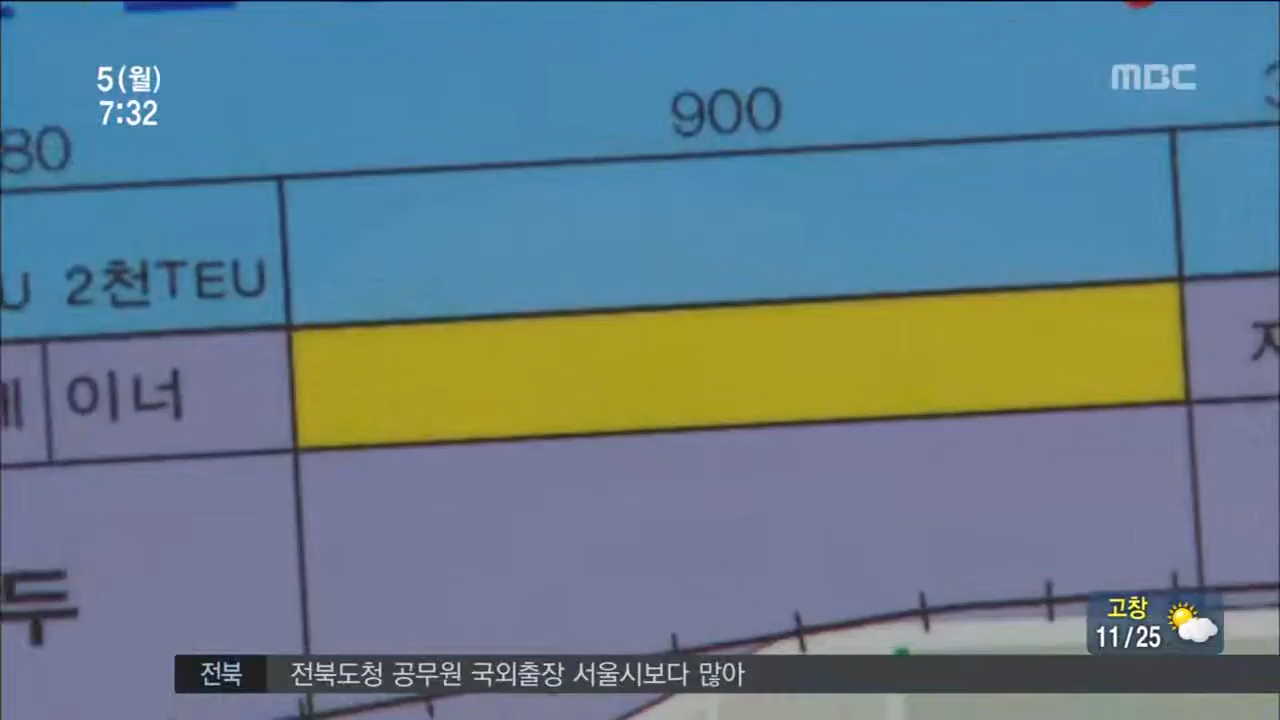 5(월)
7:32
MBC
80
900
U 2천TEU
이너
두
고창
11/25
전북 전북도청 공무원 국외출장 서울시보다 많아